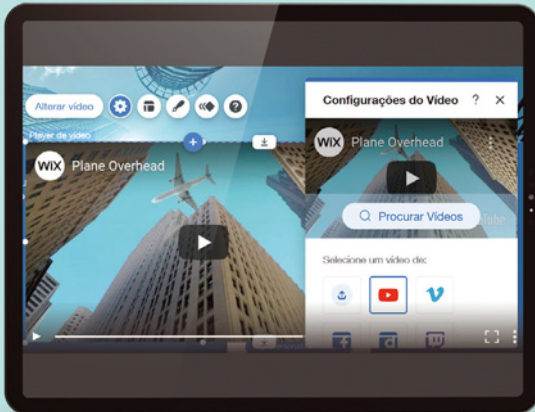 Alterar vídeo
?
Player de vídeo
WiX
Plane Overhead
Configurações do Vídeo
?
WiX
Plane Overhead
Procurar Vídeos
Tube
Selecione um vídeo de: